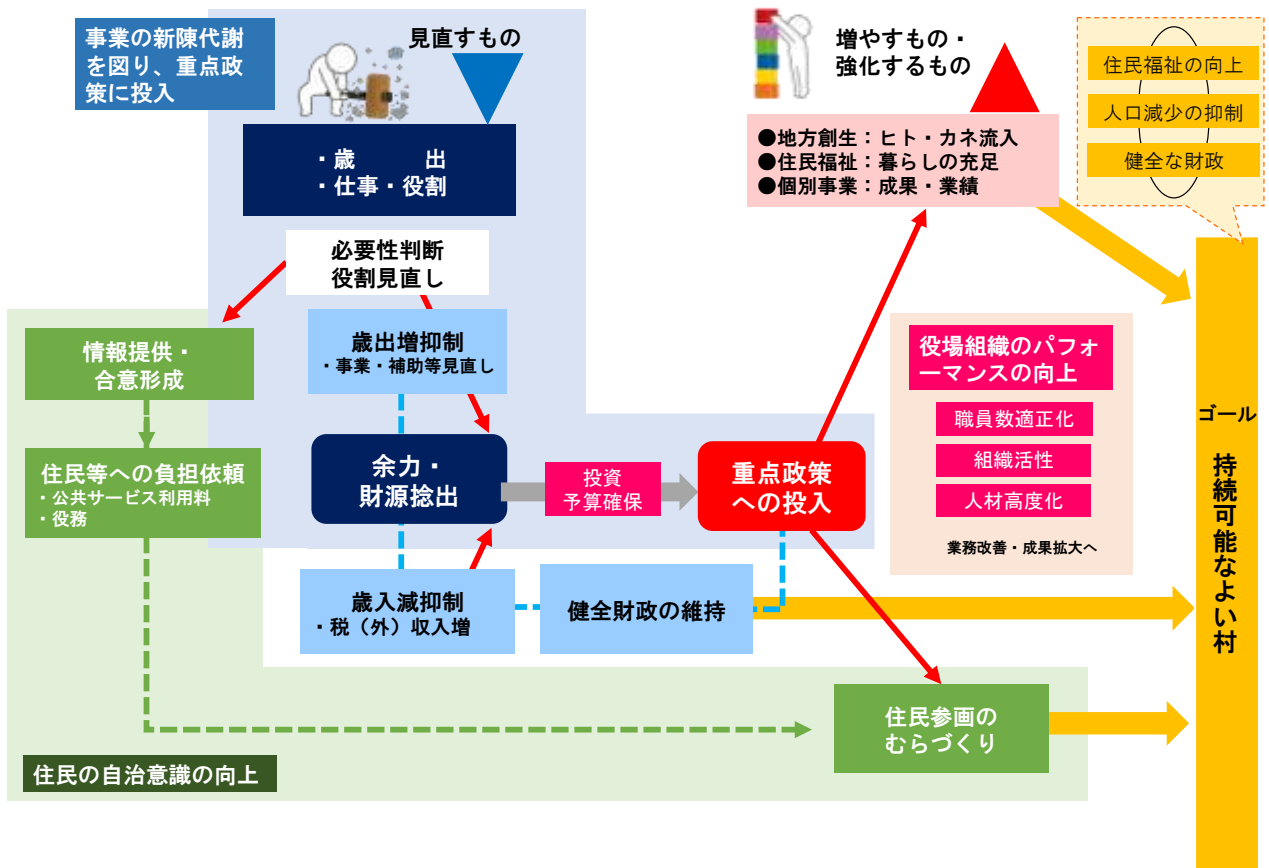 事業の新陳代謝
を図り、重点政
策に投入
見直すもの
・歳　　出
・仕事・役割
増やすもの・
強化するもの
●地方創生：ヒト・カネ流入
●住民福祉：暮らしの充足
●個別事業：成果・業績
住民福祉の向上
人口減少の抑制
健全な財政
必要性判断
役割見直し
情報提供・
合意形成
歳出増抑制
・事業・補助等見直し
住民等への負担依頼
・公共サービス利用料
・役務
余力・
財源捻出
投資
予算確保
重点政策
への投入
役場組織のパフォ
ーマンスの向上
職員数適正化
組織活性
人材高度化
業務改善・成果拡大へ
歳入減抑制
・税（外）収入増
健全財政の維持
住民参画の
むらづくり
住民の自治意識の向上
ゴール
持続可能なよい村